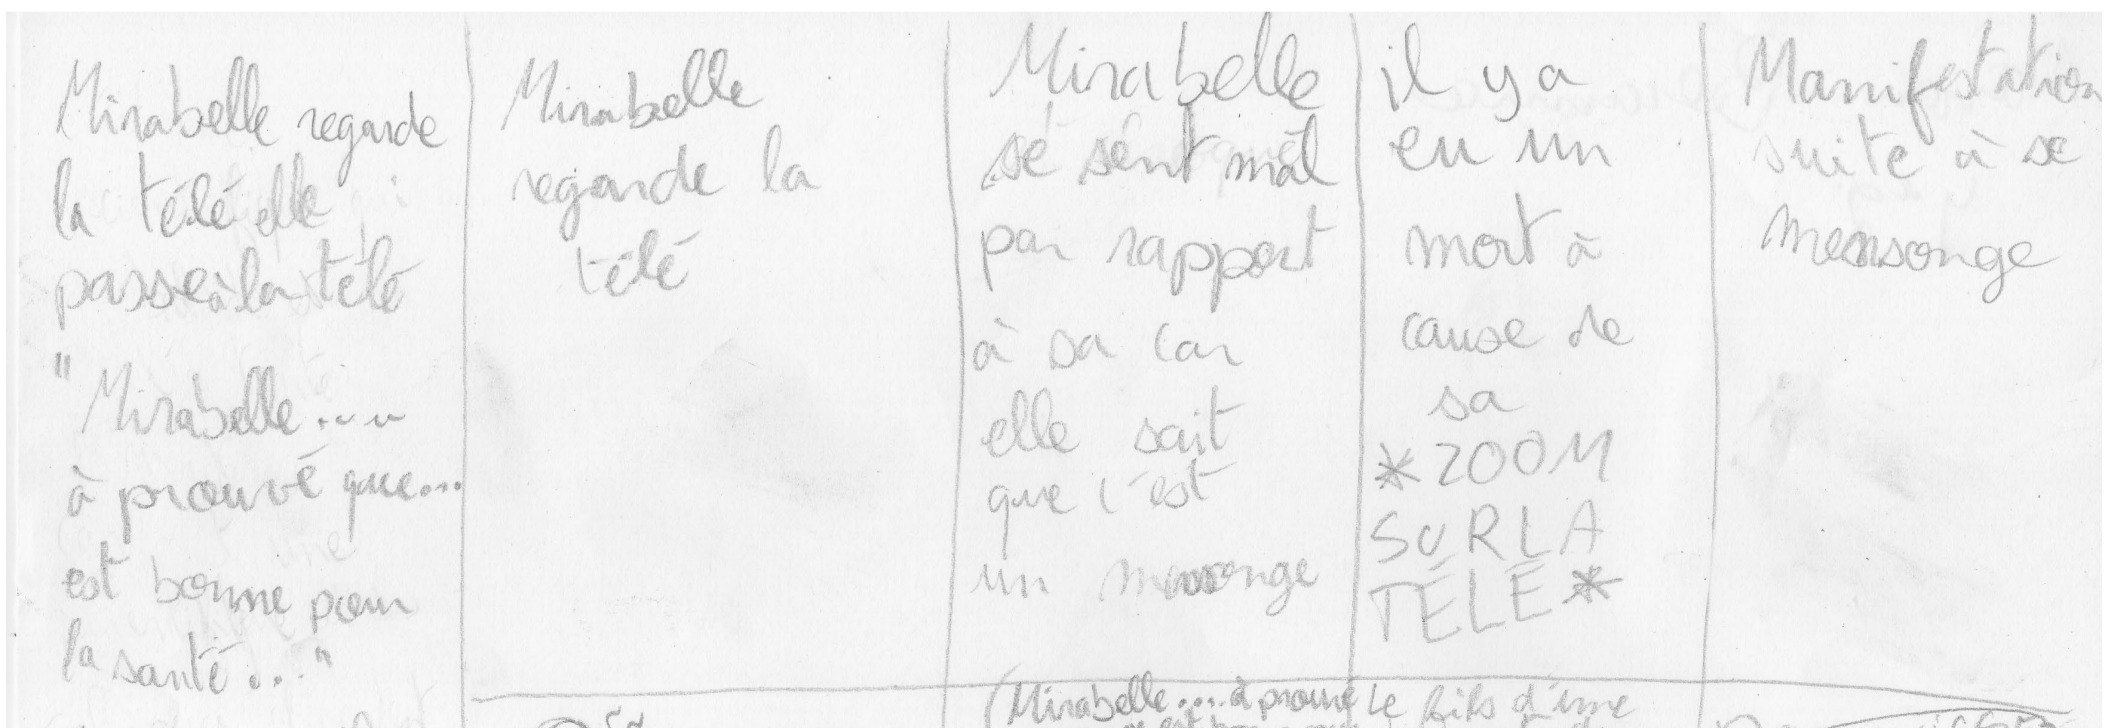 Mirabelle regarde
la télé elle
passe à la télé
"Mirabelle....
à prouvé que...
est bonne pour
la santé..."
Mirabelle
regarde la
télé
Mirabelle
se sent mal
par rapport
à sa car
elle sait
que c'est
un mensonge
il y a
eu un
mort à
cause de
sa
*ZOOM
SUR LA
TÉLÉ*
Manifestation
suite à se
mensonge
(Mirabelle.... à prouvé
Le fils d'une